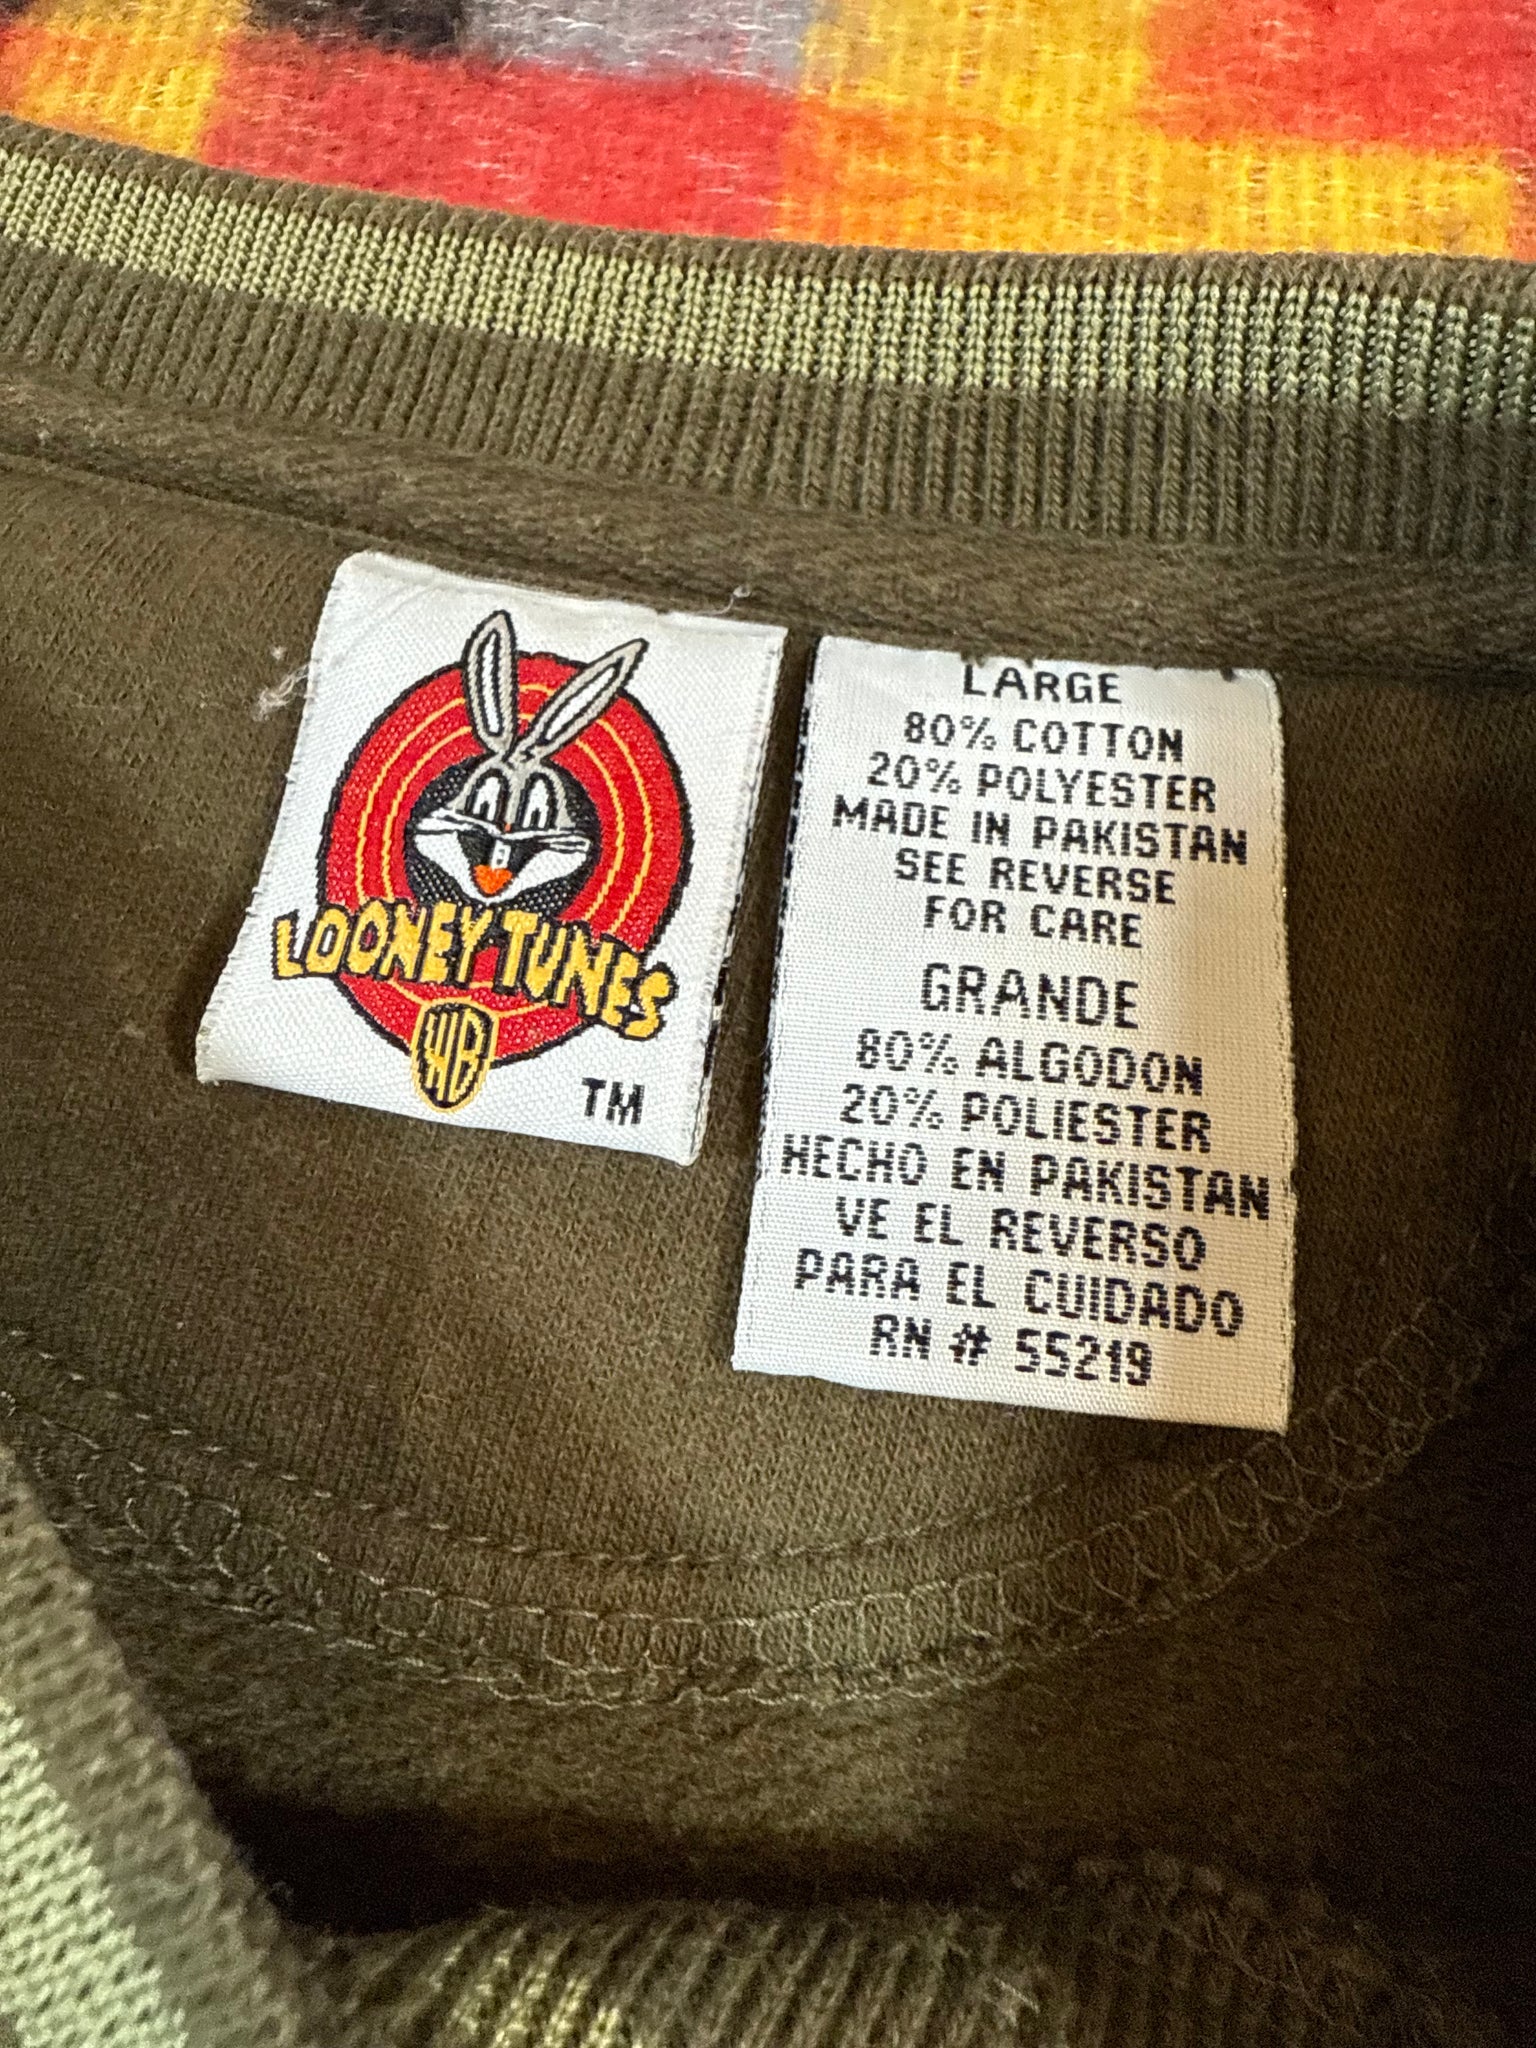 LOONEY TUNES
WB
TM
LARGE
80% COTTON
20% POLYESTER
MADE IN PAKISTAN
SEE REVERSE
FOR CARE
GRANDE
80% ALGODON
20% POLIESTER
HECHO EN PAKISTAN
VE EL REVERSO
PARA EL CUIDADO
RN # 55219